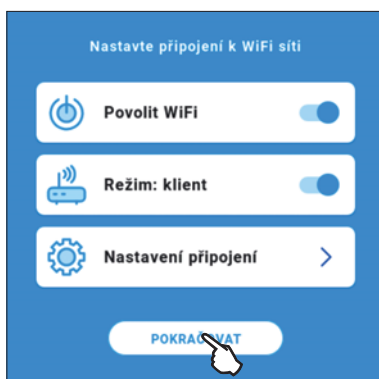 Nastavte připojení k WiFi síti
Povolit WiFi
Režim: klient
Nastavení připojení
POKRAČOVAT